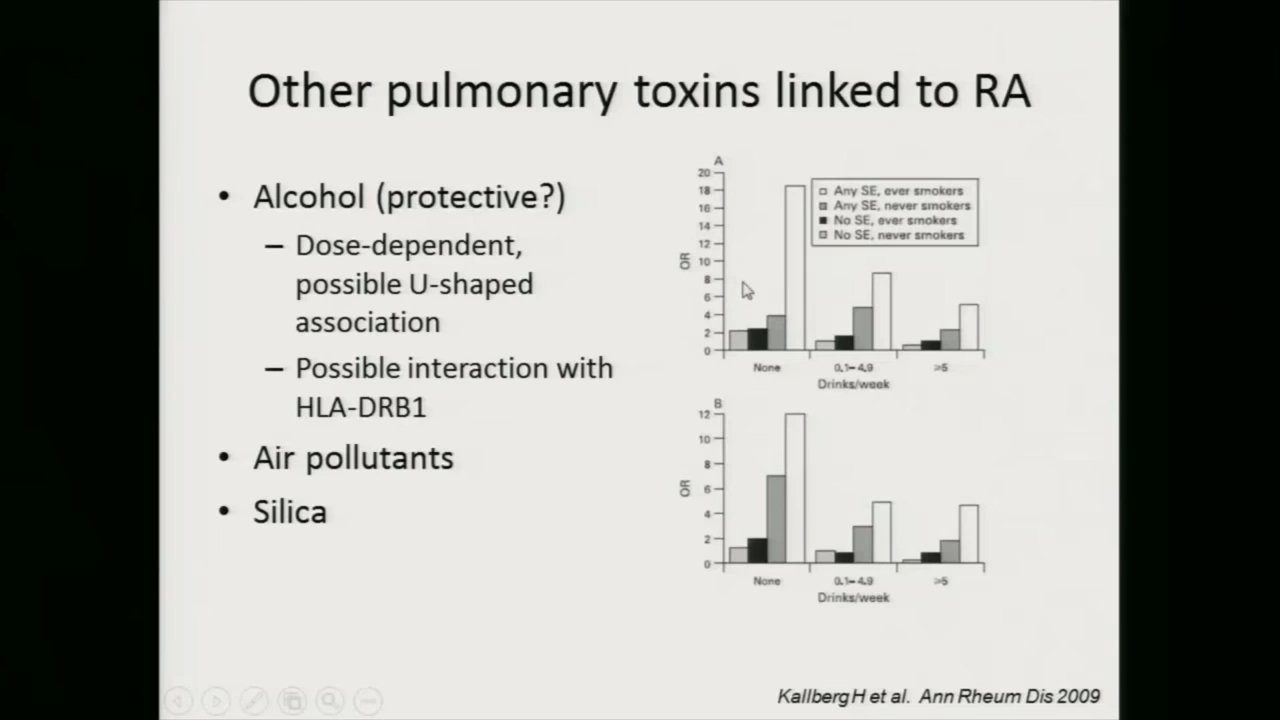 Other pulmonary toxins linked to RA
• Alcohol (protective?)
– Dose-dependent,
possible U-shaped
association
– Possible interaction with
HLA-DRB1
• Air pollutants
• Silica
A
20
18
16
14
12
10
8
6
4
2
0
OR
Any SE, ever smokers
Any SE, never smokers
No SE, ever smokers
No SE, never smokers
None
0.1–4.9
>5
Drinks/week
B
12
10
8
6
4
2
0
OR
None
0.1–4.9
>5
Drinks/week
Kallberg H et al. Ann Rheum Dis 2009